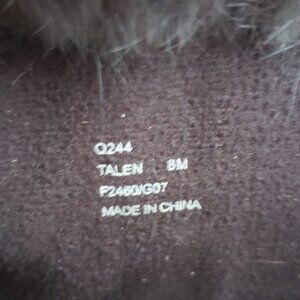 Q244
TALEN 8M
F2460/G07
MADE IN CHINA